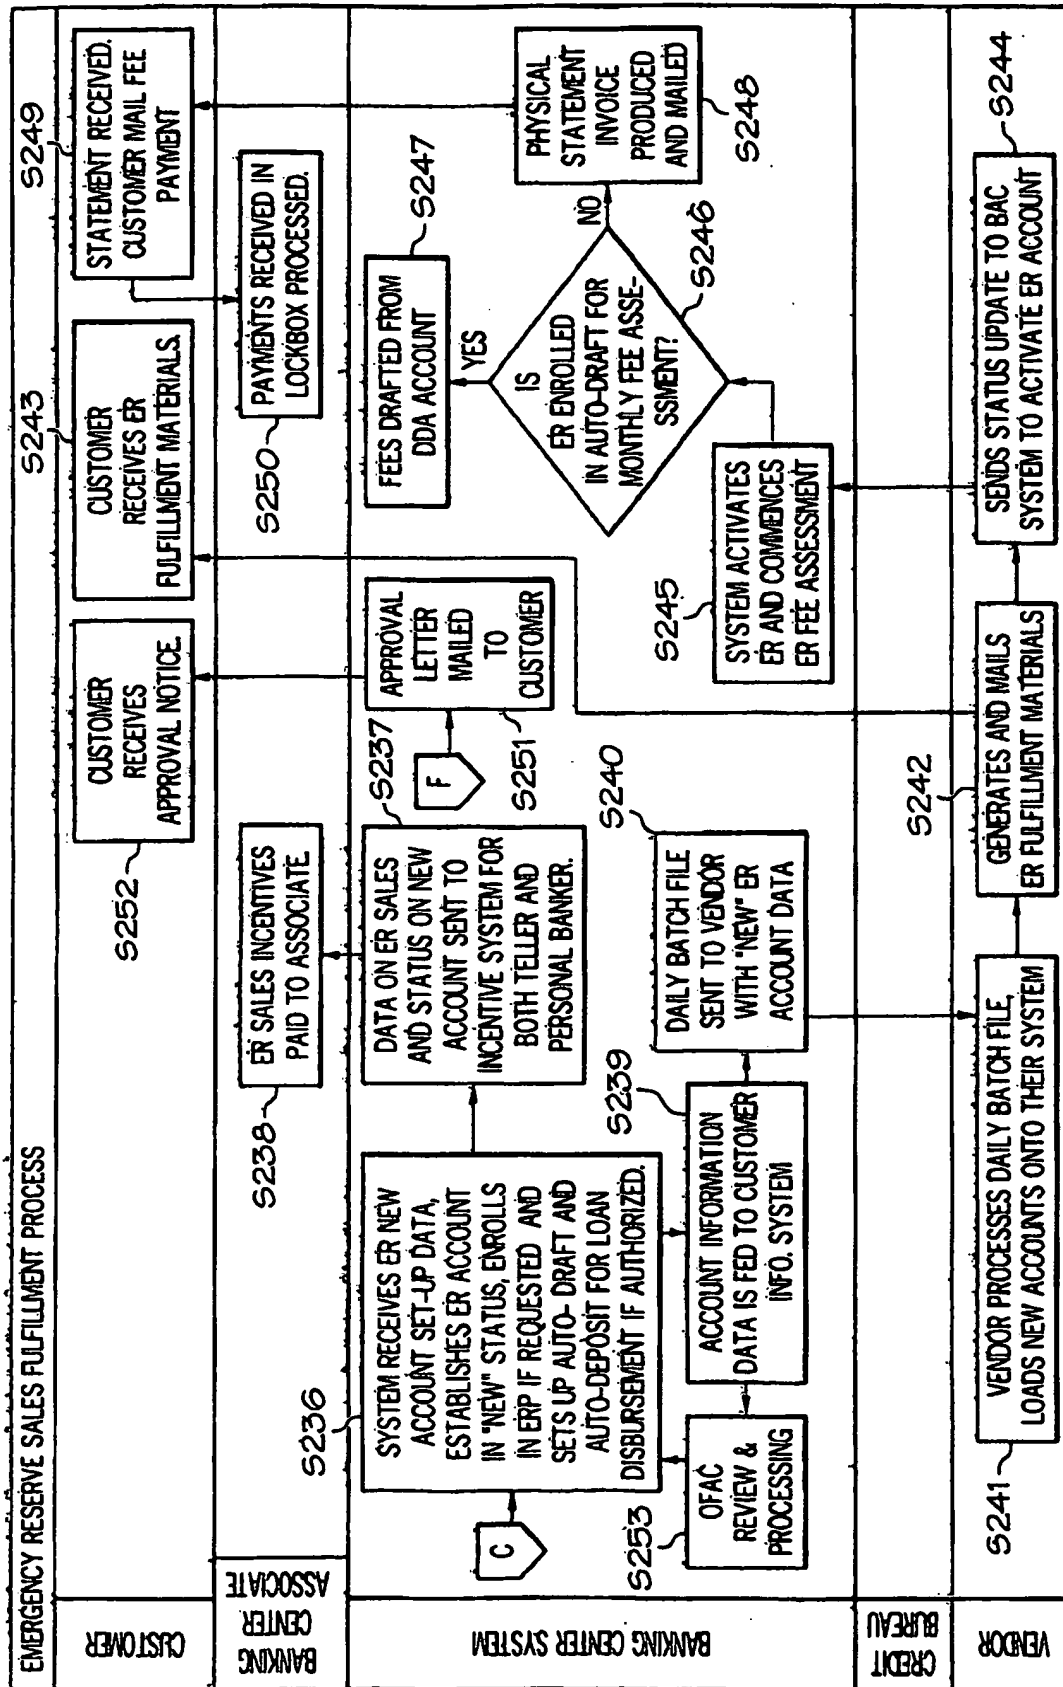 EMERGENCY RESERVE SALES FULFILLMENT PROCESS
CUSTOMER
S252
CUSTOMER
RECEIVES
APPROVAL NOTICE.
S243
CUSTOMER
RECEIVES ER
FULFILLMENT MATERIALS.
S249
STATEMENT RECEIVED.
CUSTOMER MAIL FEE
PAYMENT
BANKING
CENTER
ASSOCIATE
S238
ER SALES INCENTIVES
PAID TO ASSOCIATE.
S250
PAYMENTS RECEIVED IN
LOCKBOX PROCESSED.
BANKING CENTER SYSTEM
C
S236
SYSTEM RECEIVES ER NEW
ACCOUNT SET-UP DATA,
ESTABLISHES ER ACCOUNT
IN "NEW" STATUS, ENROLLS
IN ERP IF REQUESTED AND
SETS UP AUTO- DRAFT AND
AUTO-DEPOSIT FOR LOAN
DISBURSEMENT IF AUTHORIZED.
S237
DATA ON ER SALES
AND STATUS ON NEW
ACCOUNT SENT TO
INCENTIVE SYSTEM FOR
BOTH TELLER AND
PERSONAL BANKER.
F
S251
APPROVAL
LETTER
MAILED
TO
CUSTOMER
FEES DRAFTED FROM
DDA ACCOUNT
S247
YES
IS
ER ENROLLED
IN AUTO-DRAFT FOR
MONTHLY FEE ASSE-
SSMENT?
S246
NO
PHYSICAL
STATEMENT
INVOICE
PRODUCED
AND MAILED
S248
S253
OFAC
REVIEW &
PROCESSING
S239
ACCOUNT INFORMATION
DATA IS FED TO CUSTOMER
INFO. SYSTEM
S240
DAILY BATCH FILE
SENT TO VENDOR
WITH "NEW" ER
ACCOUNT DATA
S245
SYSTEM ACTIVATES
ER AND COMMENCES
ER FEE ASSESSMENT
CREDIT
BUREAU
VENDOR
S241
VENDOR PROCESSES DAILY BATCH FILE,
LOADS NEW ACCOUNTS ONTO THEIR SYSTEM
S242
GENERATES AND MAILS
ER FULFILLMENT MATERIALS
S244
SENDS STATUS UPDATE TO BAC
SYSTEM TO ACTIVATE ER ACCOUNT